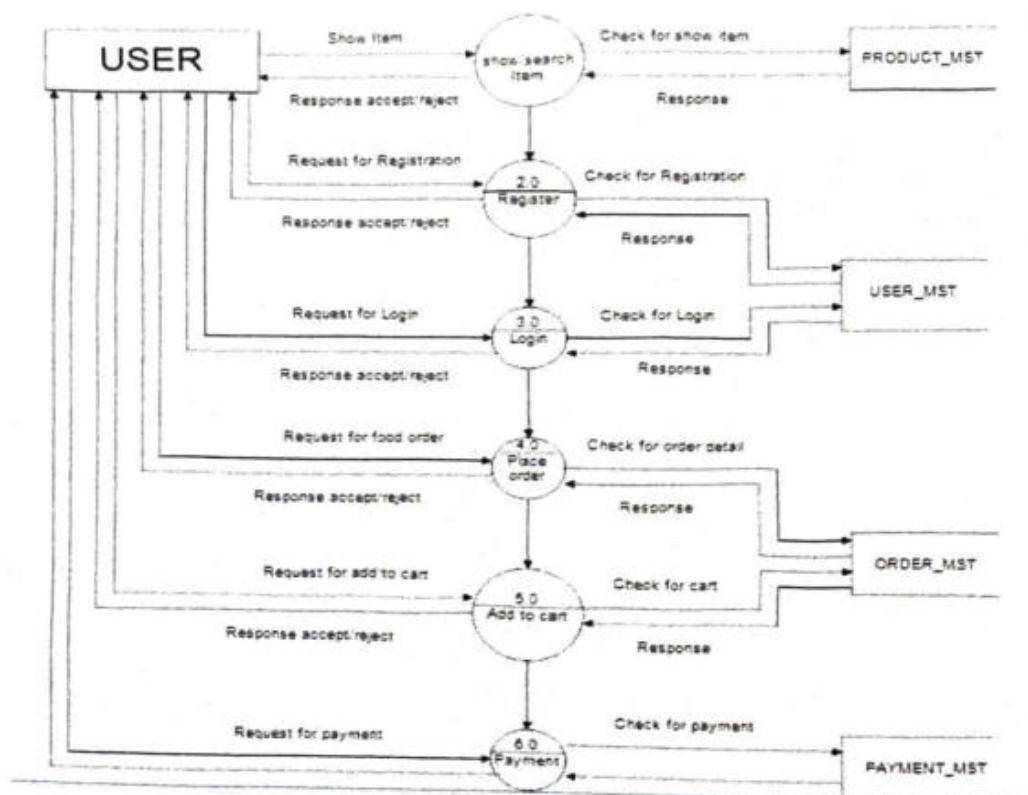 USER
Show Item
show/search
item
Check for show item
PRODUCT_MST
Response accept/reject
Response
Request for Registration
2.0
Register
Check for Registration
Response accept/reject
Response
USER_MST
Request for Login
3.0
Login
Check for Login
Response accept/reject
Response
Request for food order
4.0
Place
order
Check for order detail
Response accept/reject
Response
ORDER_MST
Request for add to cart
5.0
Add to cart
Check for cart
Response accept/reject
Response
Request for payment
6.0
Payment
Check for payment
PAYMENT_MST